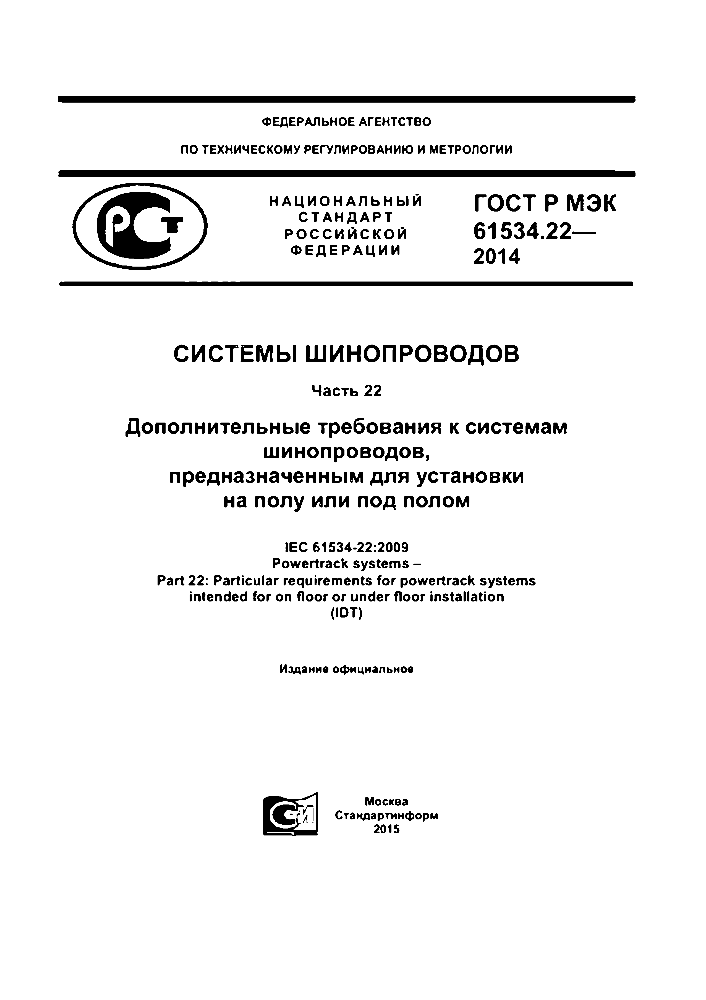 ФЕДЕРАЛЬНОЕ АГЕНТСТВО
ПО ТЕХНИЧЕСКОМУ РЕГУЛИРОВАНИЮ И МЕТРОЛОГИИ
РСТ
НАЦИОНАЛЬНЫЙ
СТАНДАРТ
РОССИЙСКОЙ
ФЕДЕРАЦИИ
ГОСТ Р МЭК
61534.22—
2014
СИСТЕМЫ ШИНОПРОВОДОВ
Часть 22
Дополнительные требования к системам
шинопроводов,
предназначенным для установки
на полу или под полом
IEC 61534-22:2009
Powertrack systems –
Part 22: Particular requirements for powertrack systems
intended for on floor or under floor installation
(IDT)
Издание официальное
СИ
Москва
Стандартинформ
2015